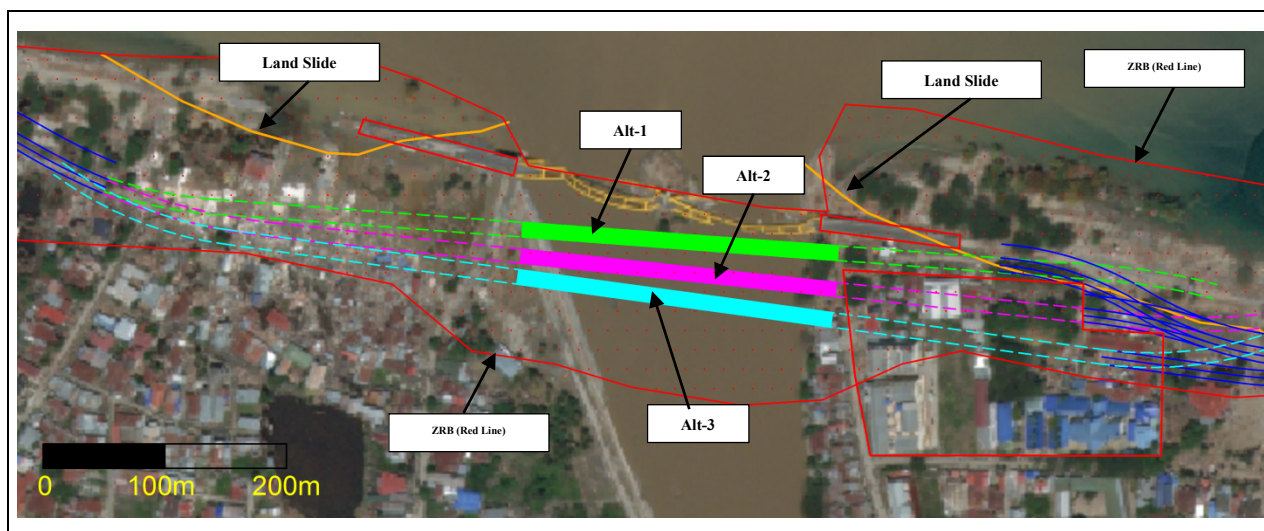 Land Slide
ZRB (Red Line)
Land Slide
Alt-1
Alt-2
ZRB (Red Line)
Alt-3
0 100m 200m